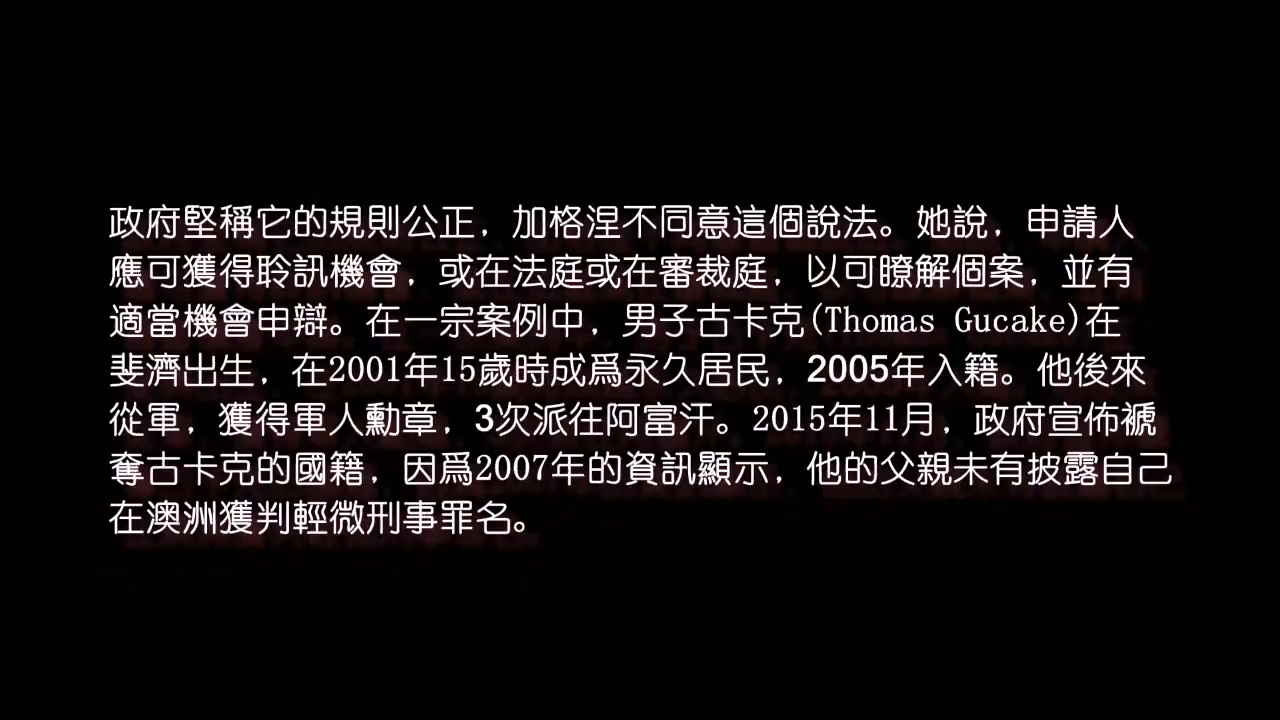 政府堅稱它的規則公正，加格涅不同意這個說法。她說，申請人
應可獲得聆訊機會，或在法庭或在審裁庭，以可瞭解個案，並有
適當機會申辯。在一宗案例中，男子古卡克(Thomas Gucake)在
斐濟出生，在2001年15歲時成爲永久居民，2005年入籍。他後來
從軍，獲得軍人勳章，3次派往阿富汗。2015年11月，政府宣佈褫
奪古卡克的國籍，因爲2007年的資訊顯示，他的父親未有披露自己
在澳洲獲判輕微刑事罪名。